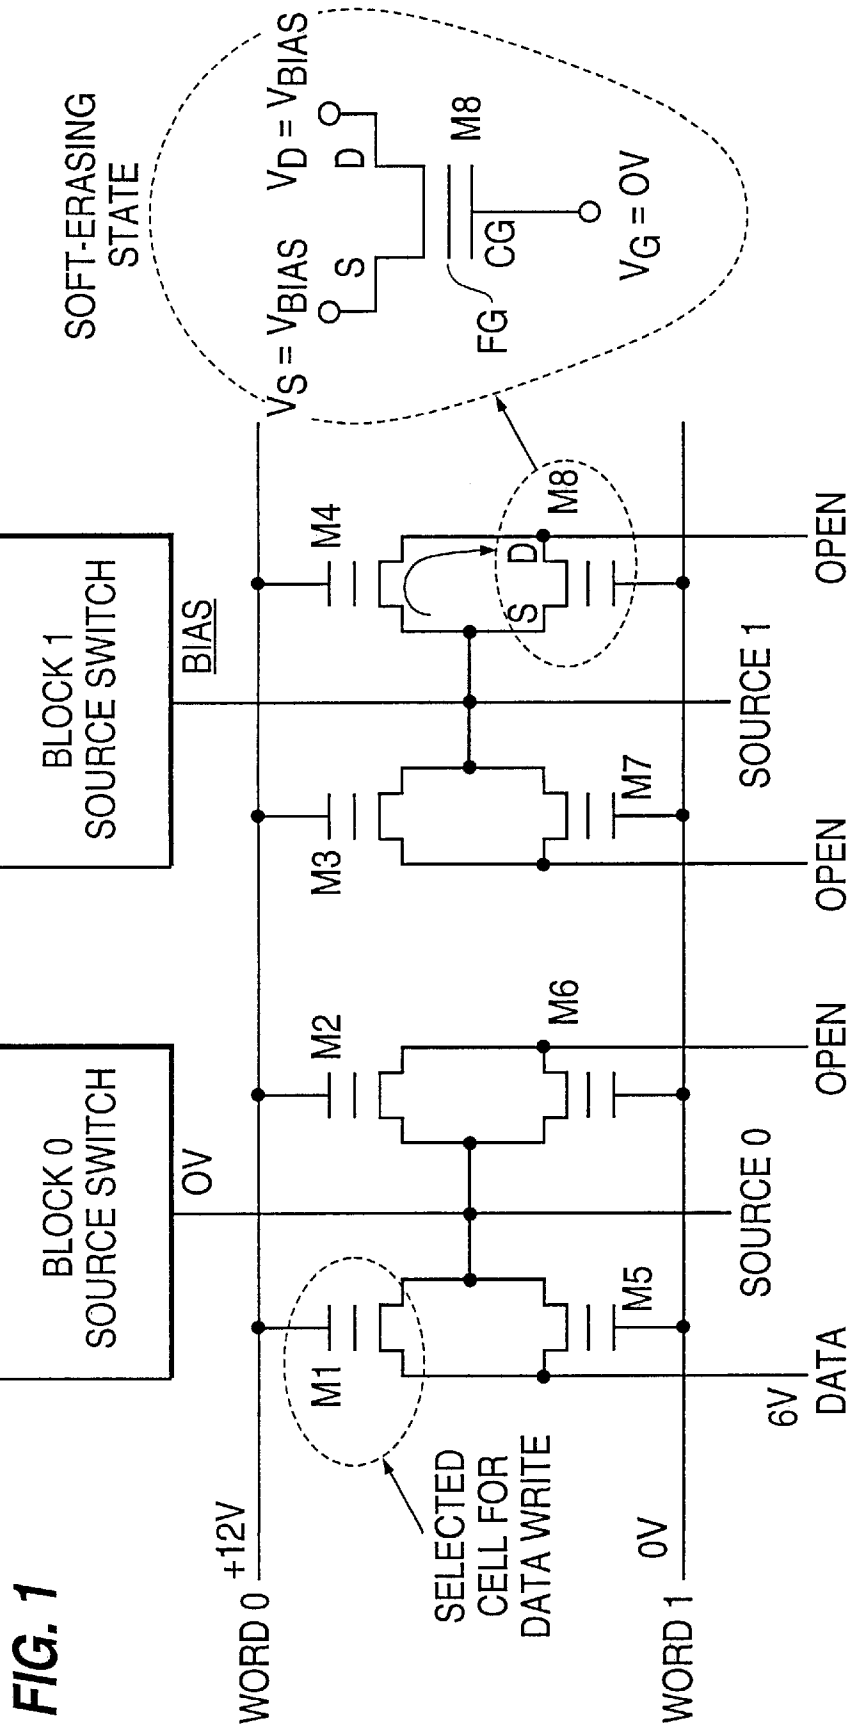 FIG. 1
BLOCK 0
SOURCE SWITCH
BLOCK 1
SOURCE SWITCH
SOFT-ERASING
STATE
0V
BIAS
WORD 0
+12V
M1
M2
M3
M4
SELECTED
CELL FOR
DATA WRITE
M5
M6
M7
M8
S
D
WORD 1
0V
6V
DATA
SOURCE 0
OPEN
OPEN
SOURCE 1
OPEN
VS = VBIAS
VD = VBIAS
S
D
FG
CG
M8
VG = 0V